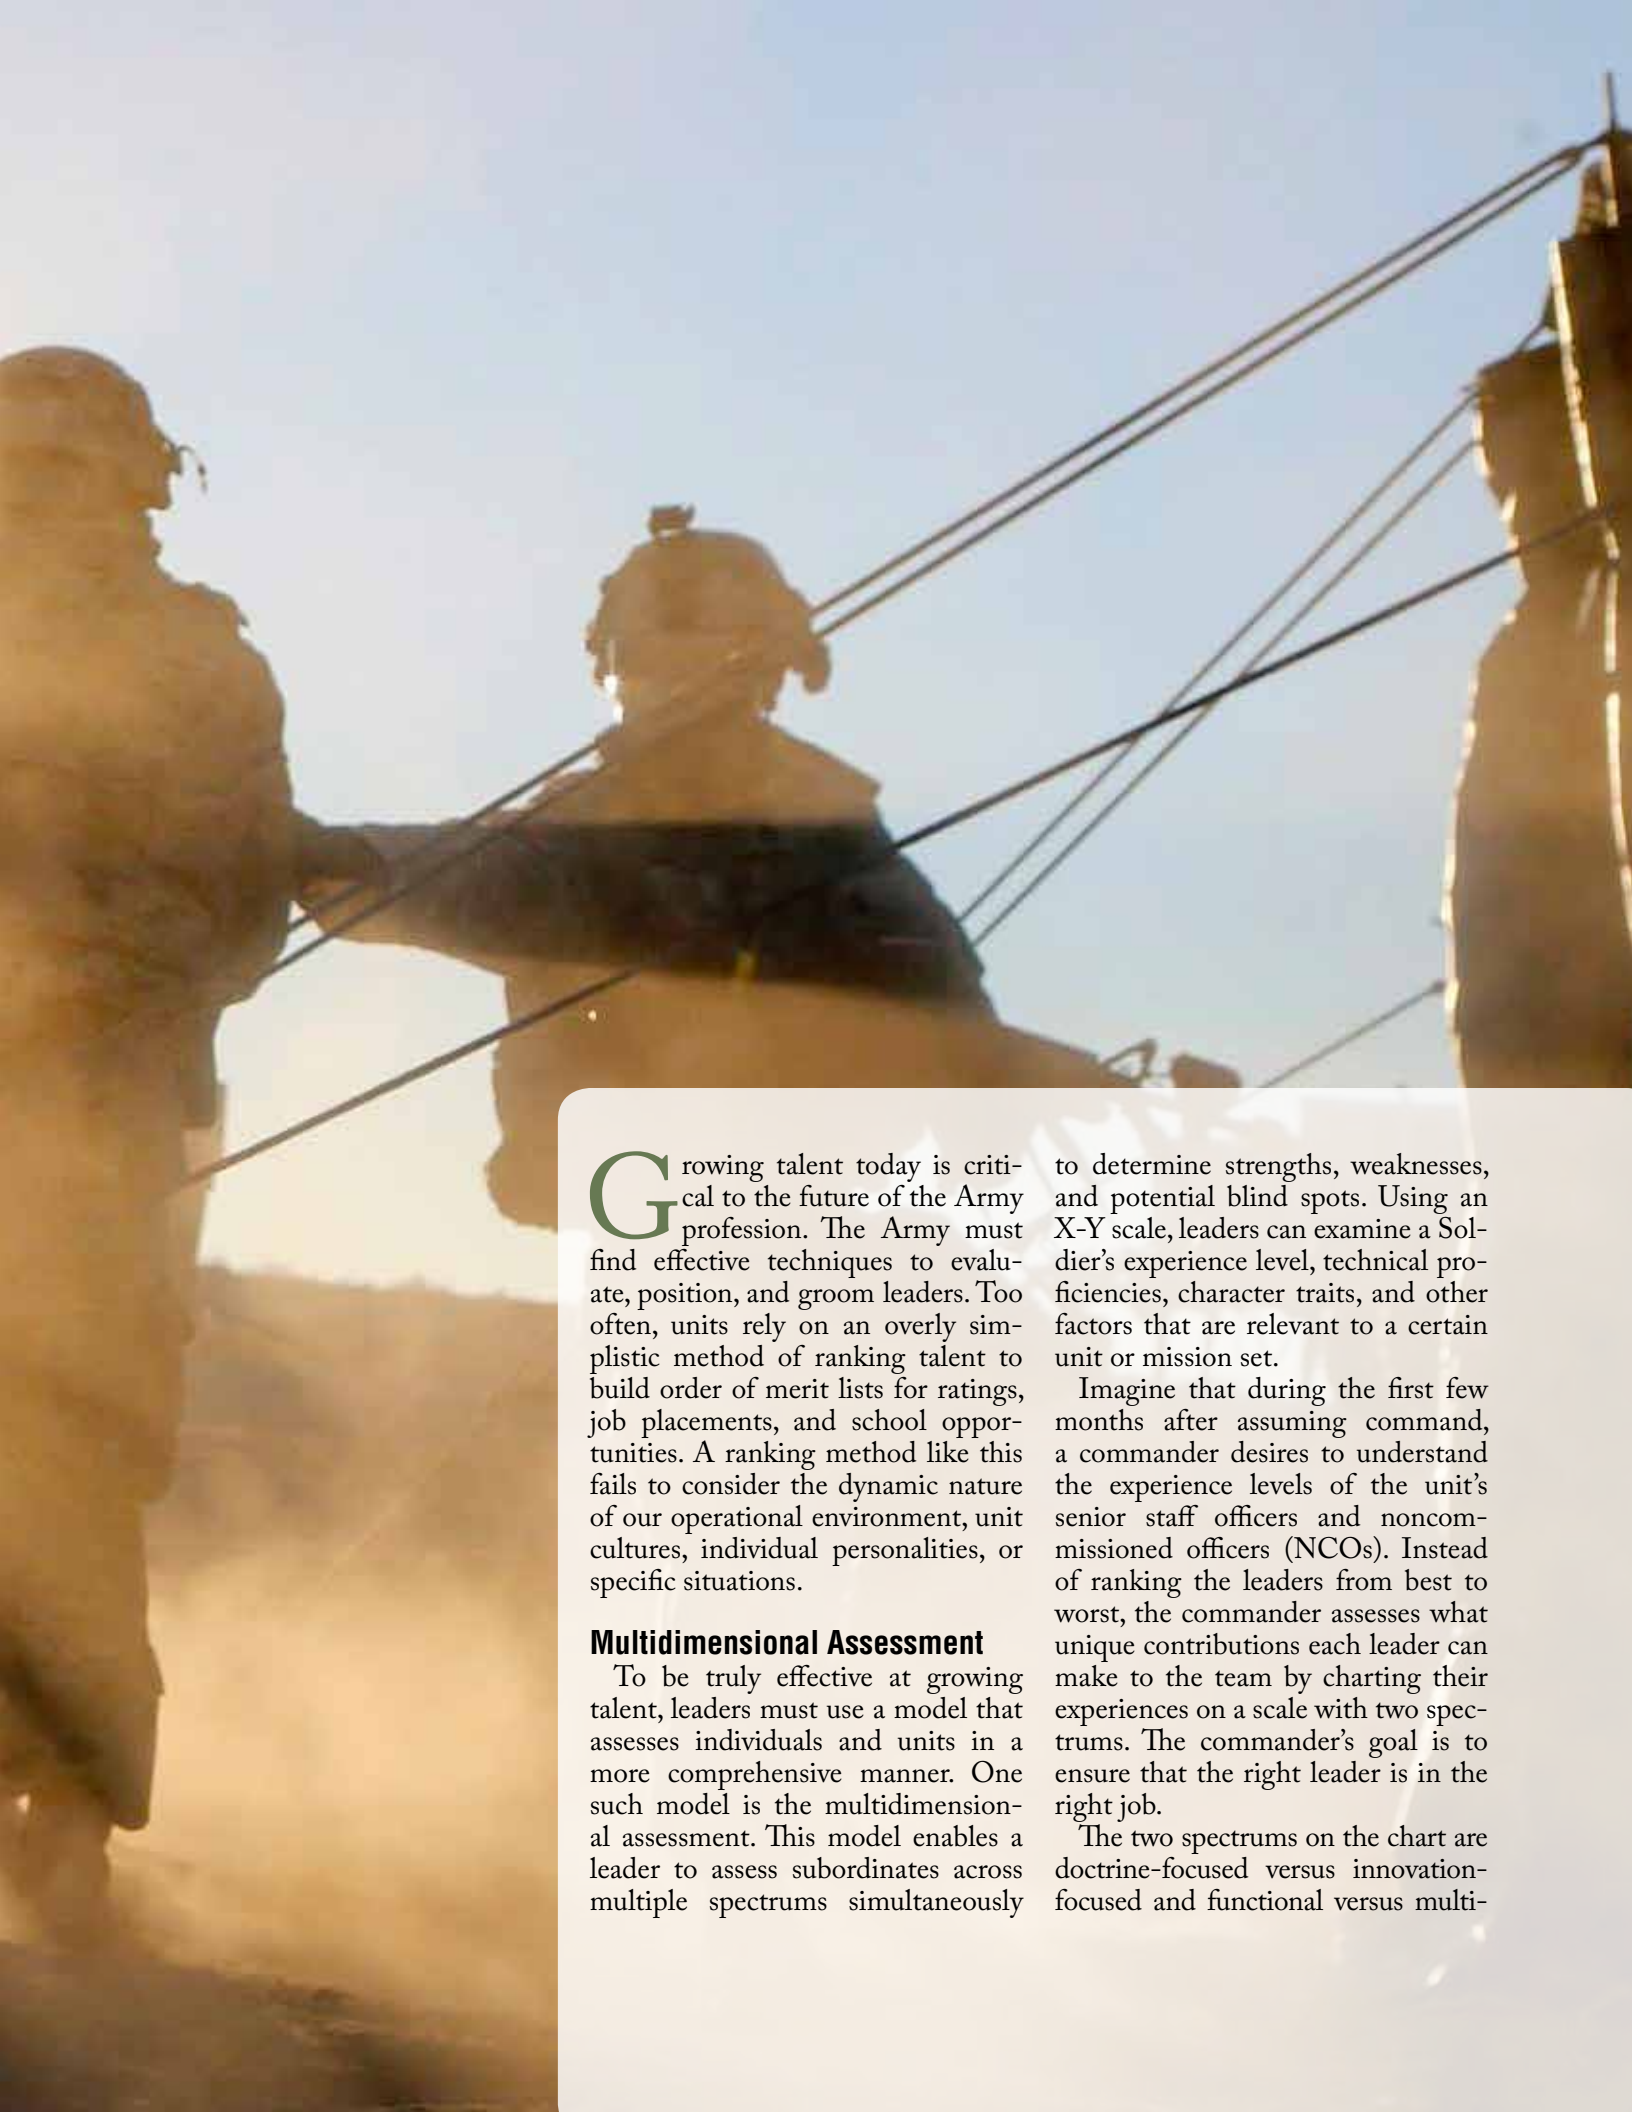 Growing talent today is criti-
cal to the future of the Army
profession. The Army must
find effective techniques to evalu-
ate, position, and groom leaders. Too
often, units rely on an overly sim-
plistic method of ranking talent to
build order of merit lists for ratings,
job placements, and school oppor-
tunities. A ranking method like this
fails to consider the dynamic nature
of our operational environment, unit
cultures, individual personalities, or
specific situations.
Multidimensional Assessment
To be truly effective at growing
talent, leaders must use a model that
assesses individuals and units in a
more comprehensive manner. One
such model is the multidimension-
al assessment. This model enables a
leader to assess subordinates across
multiple spectrums simultaneously
to determine strengths, weaknesses,
and potential blind spots. Using an
X-Y scale, leaders can examine a Sol-
dier's experience level, technical pro-
ficiencies, character traits, and other
factors that are relevant to a certain
unit or mission set.
Imagine that during the first few
months after assuming command,
a commander desires to understand
the experience levels of the unit's
senior staff officers and noncom-
missioned officers (NCOs). Instead
of ranking the leaders from best to
worst, the commander assesses what
unique contributions each leader can
make to the team by charting their
experiences on a scale with two spec-
trums. The commander's goal is to
ensure that the right leader is in the
right job.
The two spectrums on the chart are
doctrine-focused versus innovation-
focused and functional versus multi-